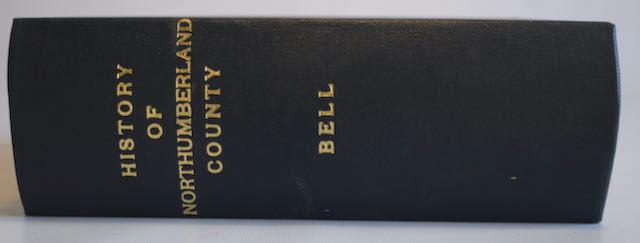 HISTORY
OF
NORTHUMBERLAND
COUNTY
BELL